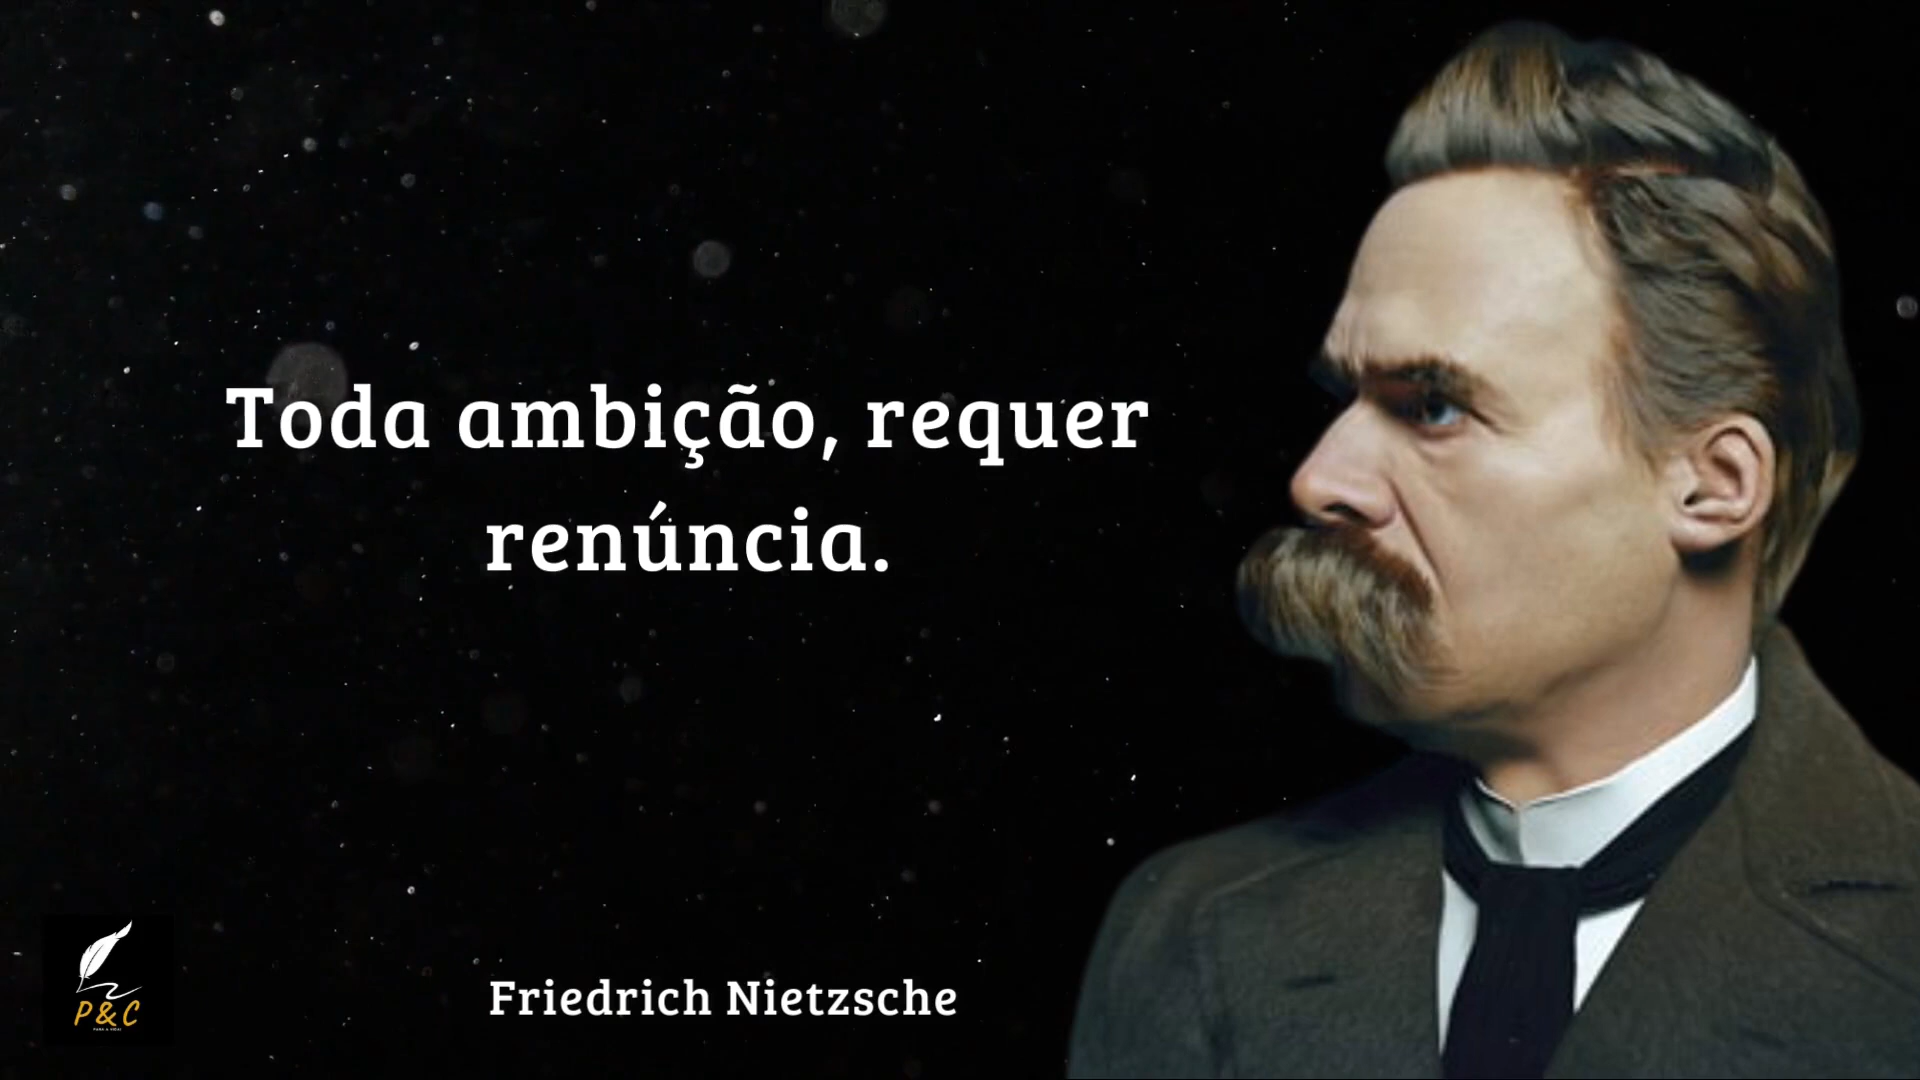 Toda ambição, requer
renúncia.
Friedrich Nietzsche
P & C